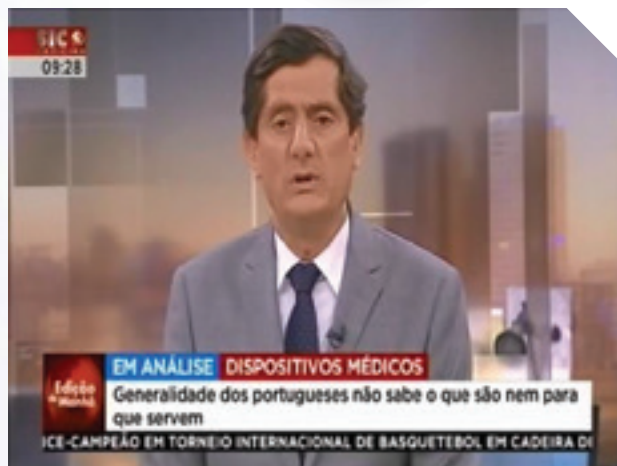 SIC
09:28
EM ANÁLISE DISPOSITIVOS MÉDICOS
Edição
da Manhã
Generalidade dos portugueses não sabe o que são nem para
que servem
ICE-CAMPEÃO EM TORNEIO INTERNACIONAL DE BASQUETEBOL EM CADEIRA DE